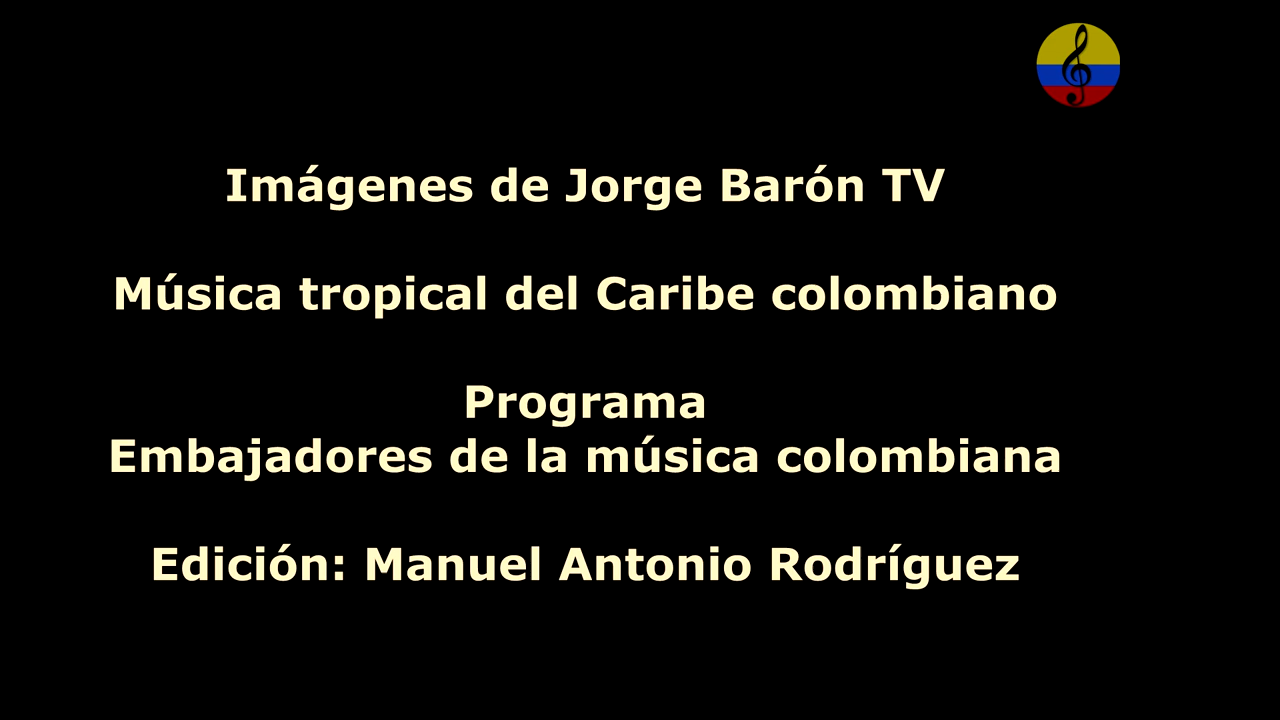 Imágenes de Jorge Barón TV
Música tropical del Caribe colombiano
Programa
Embajadores de la música colombiana
Edición: Manuel Antonio Rodríguez